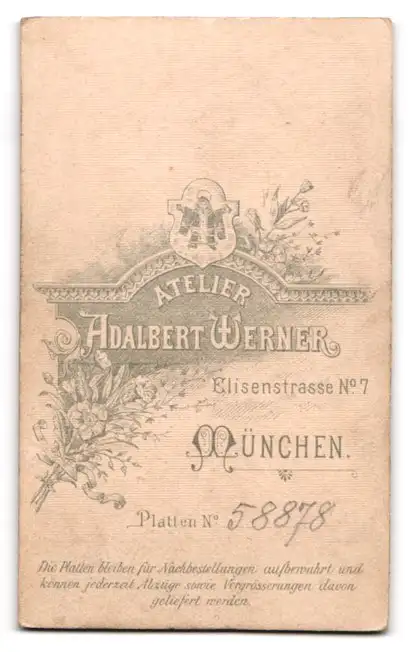 ATELIER
ADALBERT WERNER
Elisenstrasse No. 7
MÜNCHEN.
Platten No 58878
Die Platten bleiben für Nachbestellungen aufbewahrt und
können jederzeit Abzüge sowie Vergrösserungen davon
geliefert werden.